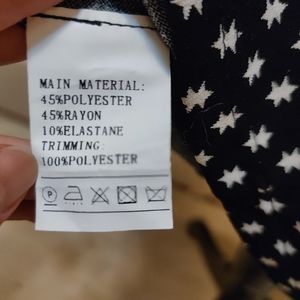 MAIN MATERIAL:
45%POLYESTER
45%RAYON
10%ELASTANE
TRIMMING:
100%POLYESTER
P